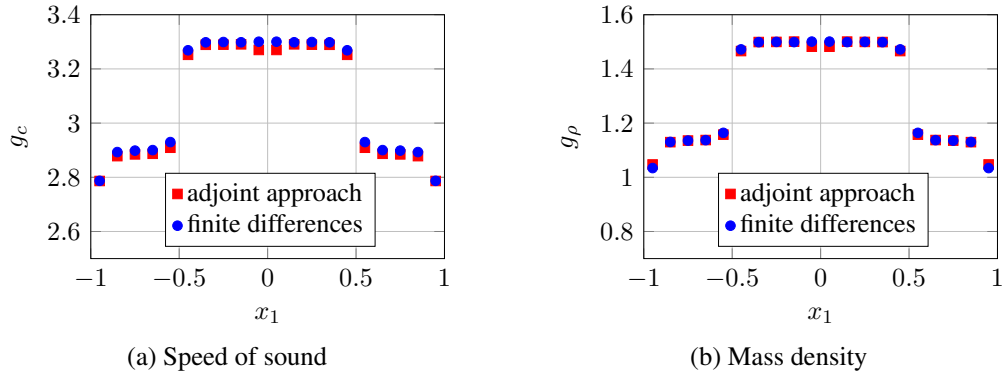 3.4
3.2
3
2.8
2.6
g_c
adjoint approach
finite differences
−1 −0.5 0 0.5 1
x_1
(a) Speed of sound
1.6
1.4
1.2
1
0.8
g_ρ
adjoint approach
finite differences
−1 −0.5 0 0.5 1
x_1
(b) Mass density